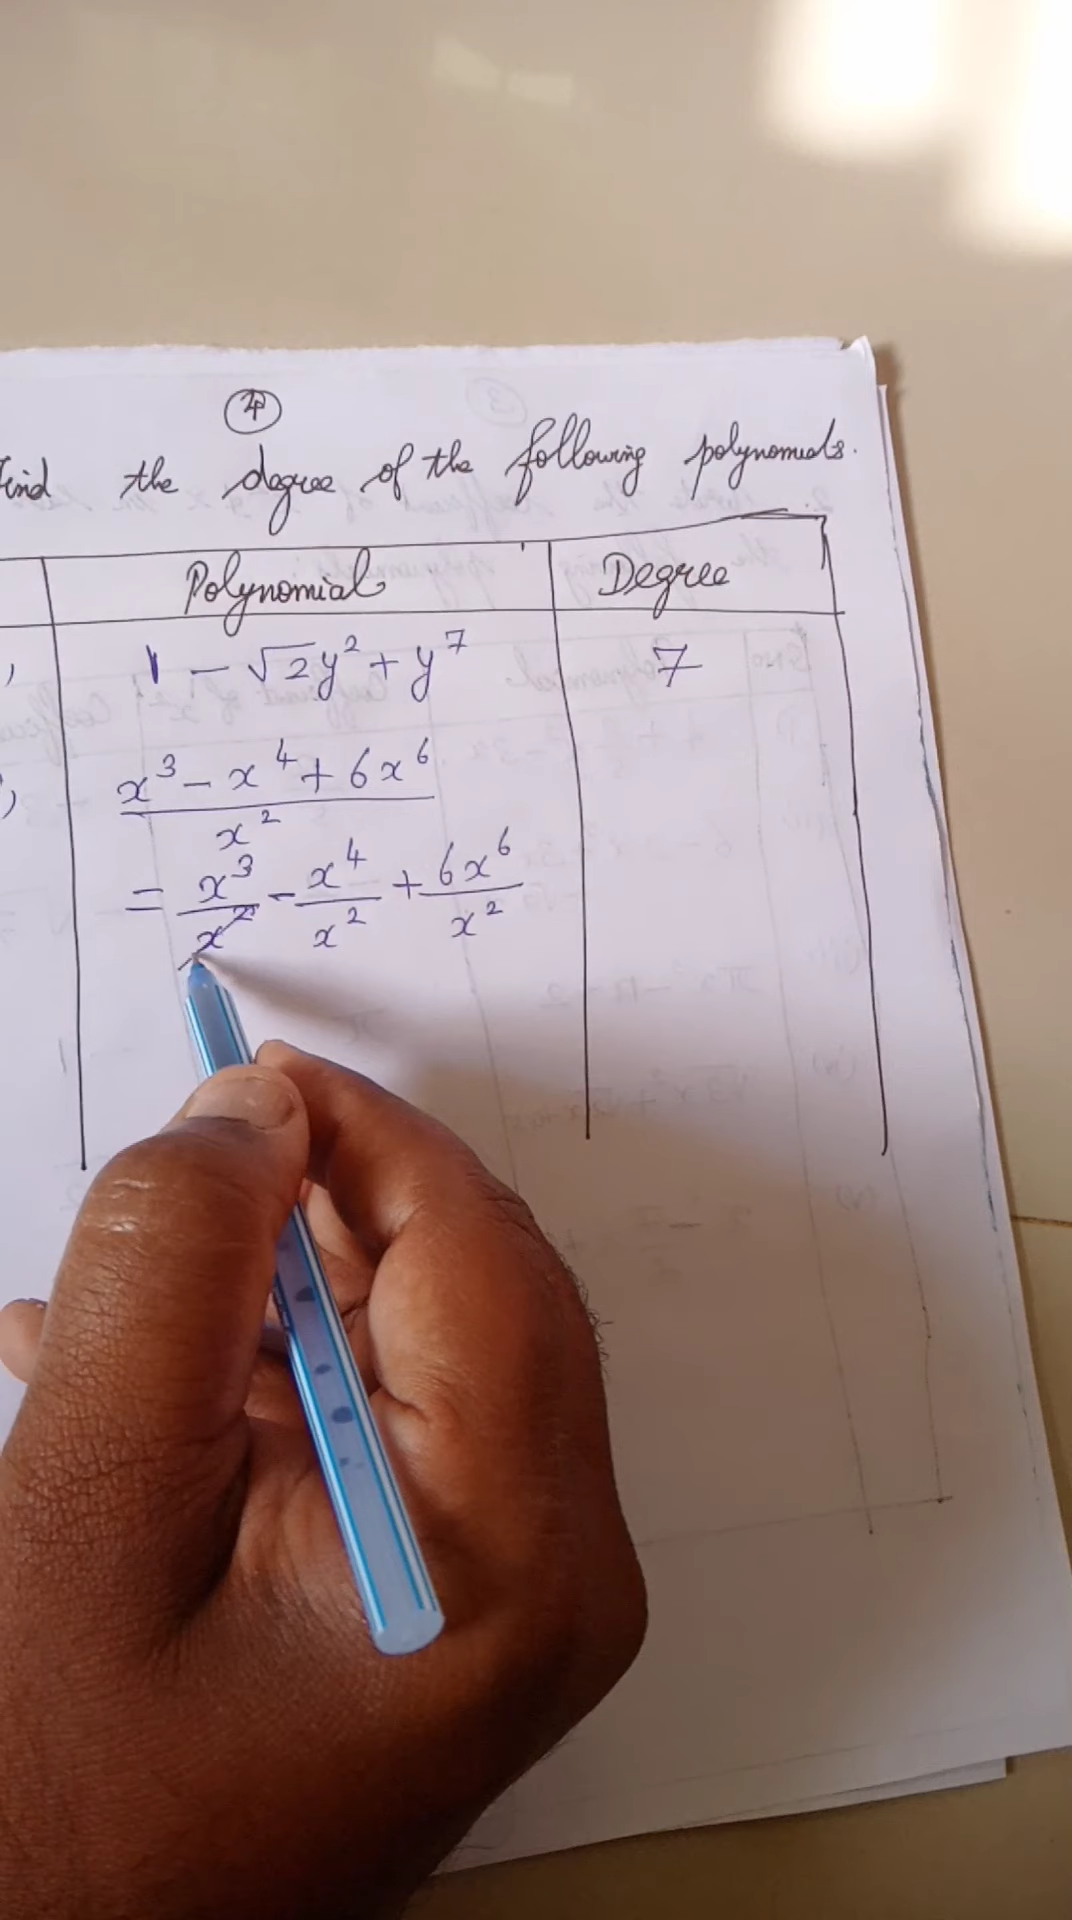 4
Find the degree of the following polynomials.
Polynomial Degree
) 1 - √2y² + y⁷ 7
) x³ - x⁴ + 6x⁶
x²
= x³/x² - x⁴/x² + 6x⁶/x²